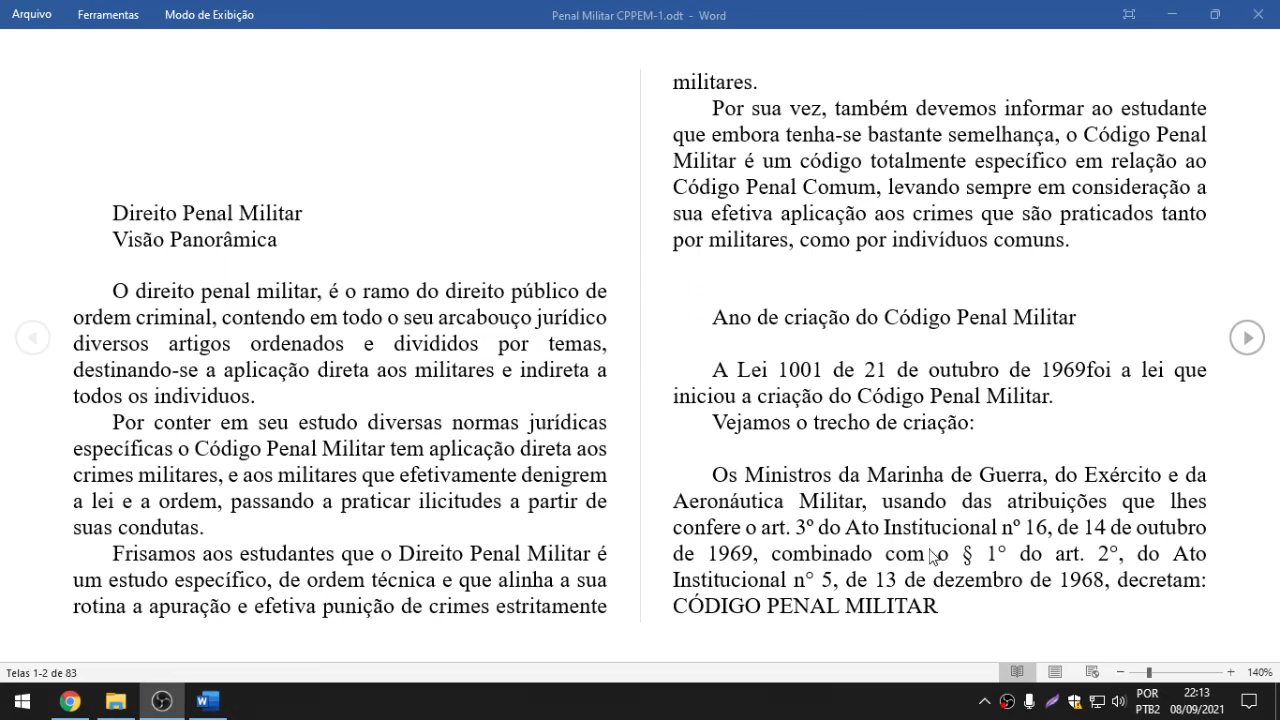 Arquivo Ferramentas Modo de Exibição Penal Militar CPPEM-1.odt - Word
Direito Penal Militar
Visão Panorâmica
O direito penal militar, é o ramo do direito público de
ordem criminal, contendo em todo o seu arcabouço jurídico
diversos artigos ordenados e divididos por temas,
destinando-se a aplicação direta aos militares e indireta a
todos os individuos.
Por conter em seu estudo diversas normas jurídicas
específicas o Código Penal Militar tem aplicação direta aos
crimes militares, e aos militares que efetivamente denigrem
a lei e a ordem, passando a praticar ilicitudes a partir de
suas condutas.
Frisamos aos estudantes que o Direito Penal Militar é
um estudo específico, de ordem técnica e que alinha a sua
rotina a apuração e efetiva punição de crimes estritamente
militares.
Por sua vez, também devemos informar ao estudante
que embora tenha-se bastante semelhança, o Código Penal
Militar é um código totalmente específico em relação ao
Código Penal Comum, levando sempre em consideração a
sua efetiva aplicação aos crimes que são praticados tanto
por militares, como por indivíduos comuns.
Ano de criação do Código Penal Militar
A Lei 1001 de 21 de outubro de 1969foi a lei que
iniciou a criação do Código Penal Militar.
Vejamos o trecho de criação:
Os Ministros da Marinha de Guerra, do Exército e da
Aeronáutica Militar, usando das atribuições que lhes
confere o art. 3º do Ato Institucional nº 16, de 14 de outubro
de 1969, combinado com o § 1° do art. 2°, do Ato
Institucional n° 5, de 13 de dezembro de 1968, decretam:
CÓDIGO PENAL MILITAR
Telas 1-2 de 83
140%
POR
PTB2
22:13
08/09/2021